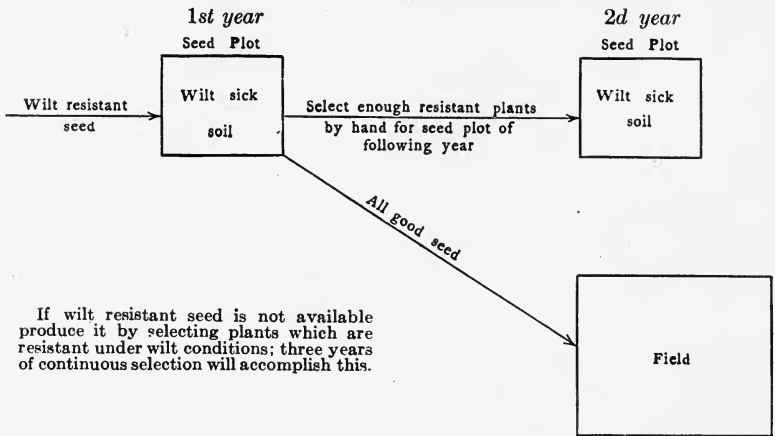 1st year
Seed Plot
Wilt resistant
seed
Wilt sick
soil
Select enough resistant plants
by hand for seed plot of
following year
2d year
Seed Plot
Wilt sick
soil
All good seed
Field
If wilt resistant seed is not available
produce it by selecting plants which are
resistant under wilt conditions; three years
of continuous selection will accomplish this.